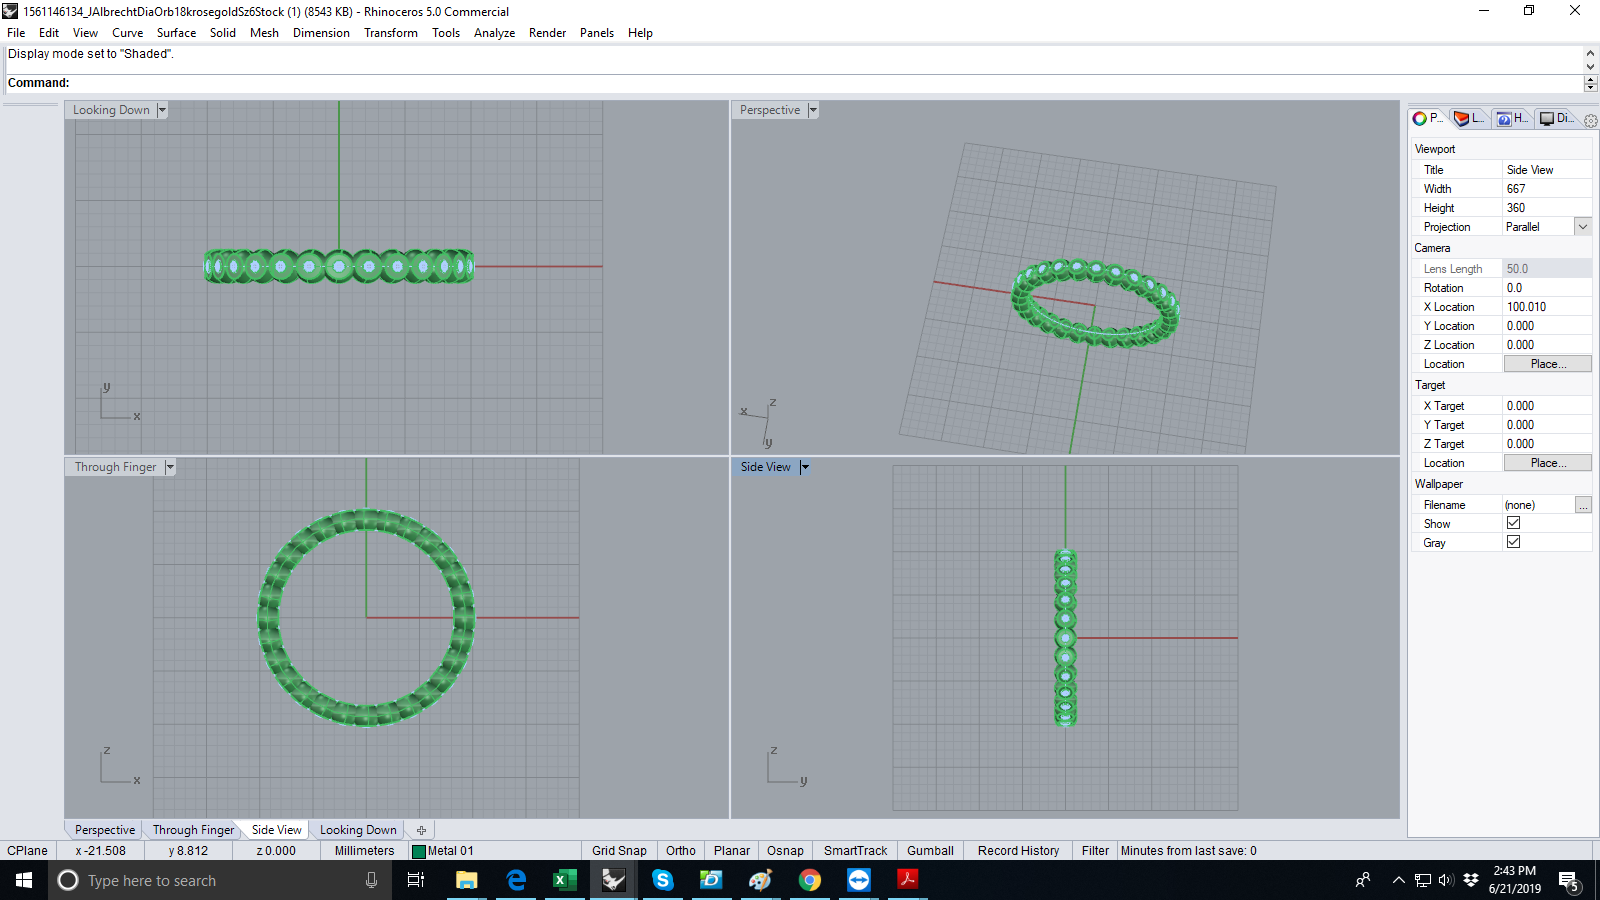 1561146134_JAlbrechtDiaOrb18krosegoldSz6Stock (1) (8543 KB) - Rhinoceros 5.0 Commercial
File Edit View Curve Surface Solid Mesh Dimension Transform Tools Analyze Render Panels Help
Display mode set to "Shaded".
Command:
Looking Down
y
x
Perspective
x
z
y
Through Finger
z
x
Side View
z
y
P...
L...
H...
Di...
Viewport
Title Side View
Width 667
Height 360
Projection Parallel
Camera
Lens Length 50.0
Rotation 0.0
X Location 100.010
Y Location 0.000
Z Location 0.000
Location Place...
Target
X Target 0.000
Y Target 0.000
Z Target 0.000
Location Place...
Wallpaper
Filename (none) ...
Show
Gray
Perspective Through Finger Side View Looking Down
CPlane x -21.508 y 8.812 z 0.000 Millimeters Metal 01 Grid Snap Ortho Planar Osnap SmartTrack Gumball Record History Filter Minutes from last save: 0
Type here to search
2:43 PM
6/21/2019
5